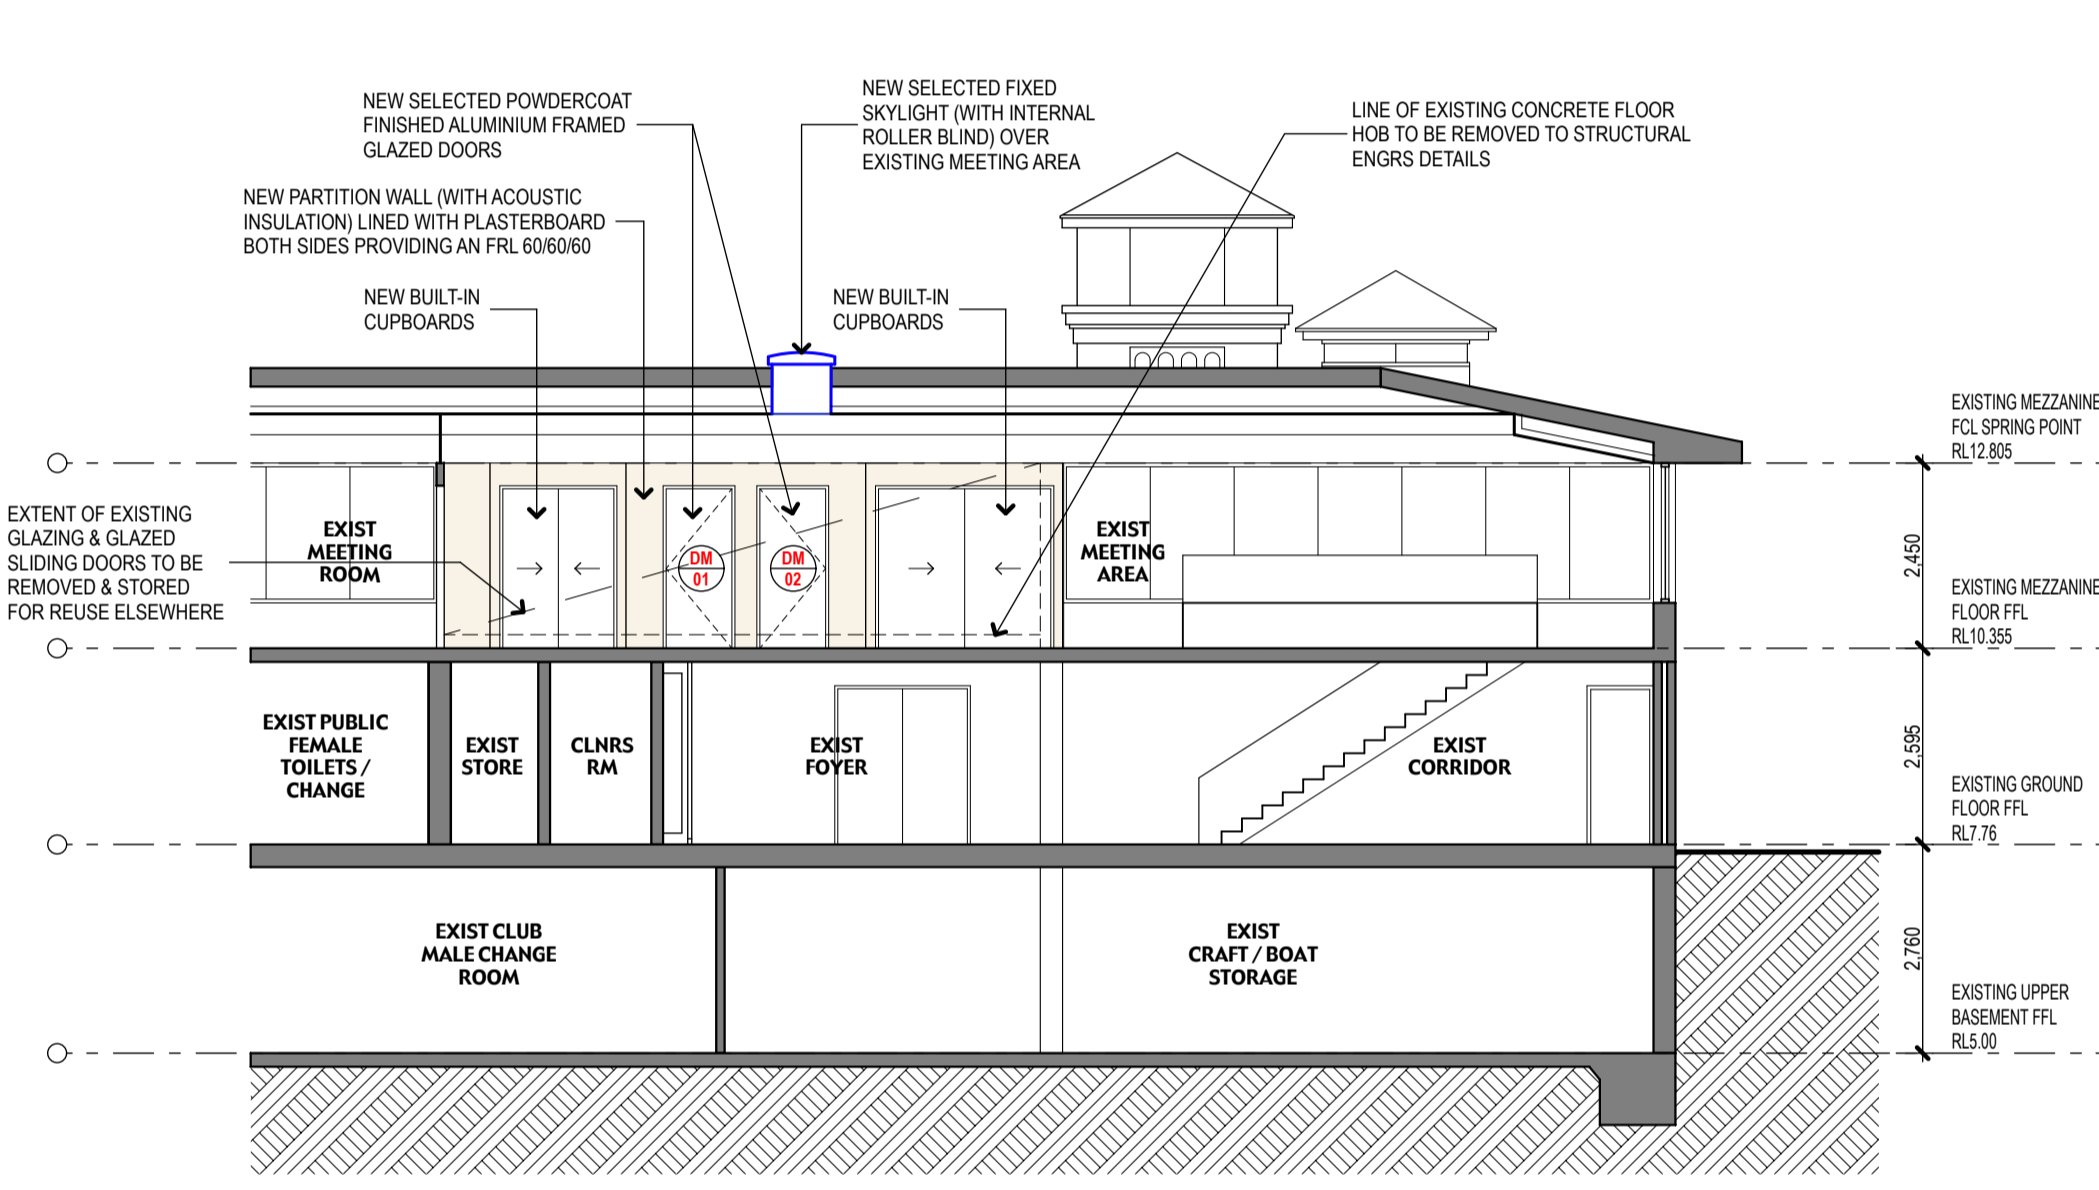 NEW SELECTED POWDERCOAT
FINISHED ALUMINIUM FRAMED
GLAZED DOORS
NEW SELECTED FIXED
SKYLIGHT (WITH INTERNAL
ROLLER BLIND) OVER
EXISTING MEETING AREA
LINE OF EXISTING CONCRETE FLOOR
HOB TO BE REMOVED TO STRUCTURAL
ENGRS DETAILS
NEW PARTITION WALL (WITH ACOUSTIC
INSULATION) LINED WITH PLASTERBOARD
BOTH SIDES PROVIDING AN FRL 60/60/60
NEW BUILT-IN
CUPBOARDS
NEW BUILT-IN
CUPBOARDS
EXISTING MEZZANINE
FCL SPRING POINT
RL12.805
EXTENT OF EXISTING
GLAZING & GLAZED
SLIDING DOORS TO BE
REMOVED & STORED
FOR REUSE ELSEWHERE
EXIST
MEETING
ROOM
DM
01
DM
02
EXIST
MEETING
AREA
2,450
EXISTING MEZZANINE
FLOOR FFL
RL10.355
EXIST PUBLIC
FEMALE
TOILETS /
CHANGE
EXIST
STORE
CLNRS
RM
EXIST
FOYER
EXIST
CORRIDOR
2,595
EXISTING GROUND
FLOOR FFL
RL7.76
EXIST CLUB
MALE CHANGE
ROOM
EXIST
CRAFT / BOAT
STORAGE
2,760
EXISTING UPPER
BASEMENT FFL
RL5.00